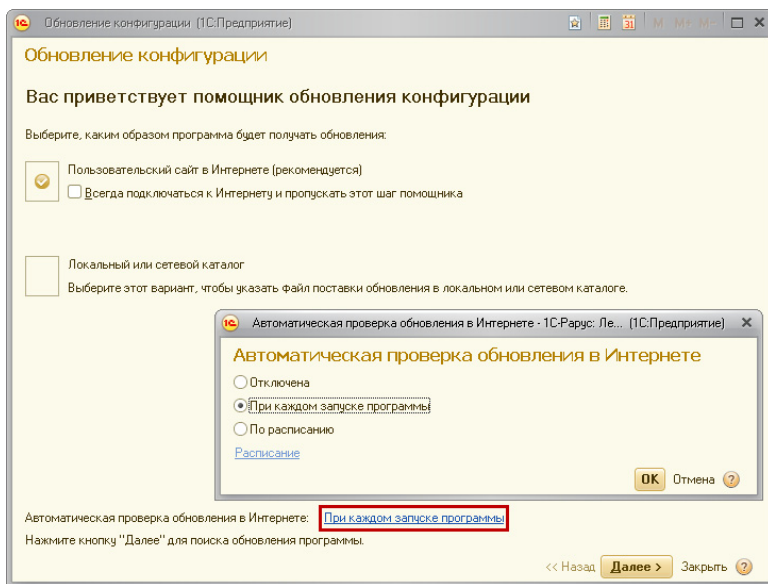 Обновление конфигурации (1С:Предприятие)
31 M M+ M-
Обновление конфигурации
Вас приветствует помощник обновления конфигурации
Выберите, каким образом программа будет получать обновления:
Пользовательский сайт в Интернете (рекомендуется)
Всегда подключаться к Интернету и пропускать этот шаг помощника
Локальный или сетевой каталог
Выберите этот вариант, чтобы указать файл поставки обновления в локальном или сетевом каталоге.
Автоматическая проверка обновления в Интернете - 1С-Рарус: Ле... (1С:Предприятие)
Автоматическая проверка обновления в Интернете
Отключена
При каждом запуске программы
По расписанию
Расписание
ОК Отмена ?
Автоматическая проверка обновления в Интернете: При каждом запуске программы
Нажмите кнопку "Далее" для поиска обновления программы.
<< Назад Далее > Закрыть ?